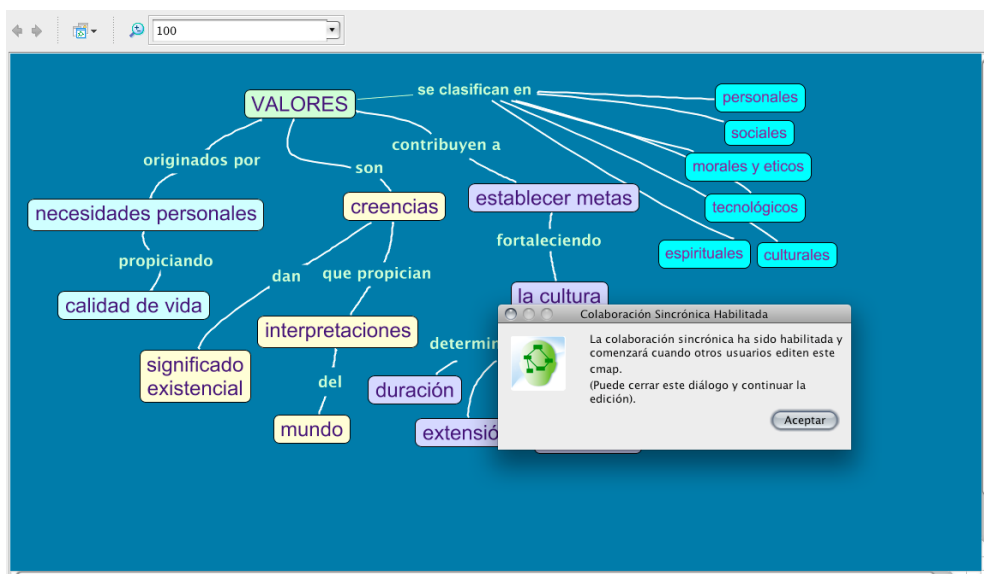 100
VALORES
se clasifican en
personales
sociales
morales y eticos
tecnológicos
espirituales
culturales
originados por
necesidades personales
propiciando
calidad de vida
son
creencias
dan
significado
existencial
que propician
interpretaciones
del
mundo
contribuyen a
establecer metas
fortaleciendo
la cultura
determin
duración
extensió
Colaboración Sincrónica Habilitada
La colaboración sincrónica ha sido habilitada y
comenzará cuando otros usuarios editen este
cmap.
(Puede cerrar este diálogo y continuar la
edición).
Aceptar